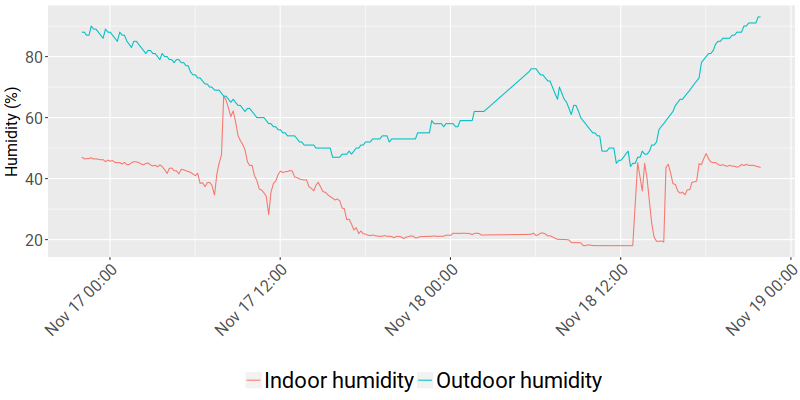 Humidity (%)
80
60
40
20
Nov 17 00:00
Nov 17 12:00
Nov 18 00:00
Nov 18 12:00
Nov 19 00:00
Indoor humidity Outdoor humidity